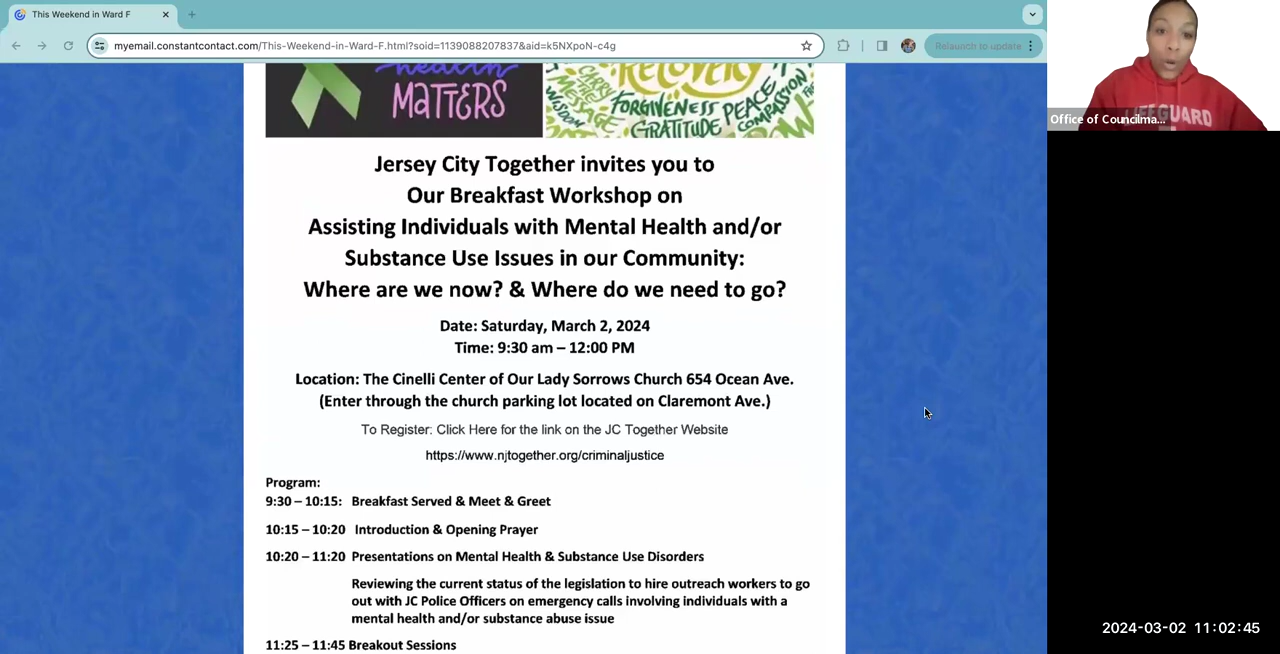 This Weekend in Ward F
myemail.constantcontact.com/This-Weekend-in-Ward-F.html?soid=1139088207837&aid=k5NXpoN-c4g
Relaunch to update
health
MATTERS
RECOVERY
CARRY
THE
MESSAGE
WISDOM
FORGIVENESS
PEACE
GRATITUDE
COMPASSION
LIFEGUARD
Office of Councilma...
Jersey City Together invites you to
Our Breakfast Workshop on
Assisting Individuals with Mental Health and/or
Substance Use Issues in our Community:
Where are we now? & Where do we need to go?
Date: Saturday, March 2, 2024
Time: 9:30 am – 12:00 PM
Location: The Cinelli Center of Our Lady Sorrows Church 654 Ocean Ave.
(Enter through the church parking lot located on Claremont Ave.)
To Register: Click Here for the link on the JC Together Website
https://www.njtogether.org/criminaljustice
Program:
9:30 – 10:15: Breakfast Served & Meet & Greet
10:15 – 10:20 Introduction & Opening Prayer
10:20 – 11:20 Presentations on Mental Health & Substance Use Disorders
Reviewing the current status of the legislation to hire outreach workers to go
out with JC Police Officers on emergency calls involving individuals with a
mental health and/or substance abuse issue
11:25 – 11:45 Breakout Sessions
2024-03-02 11:02:45